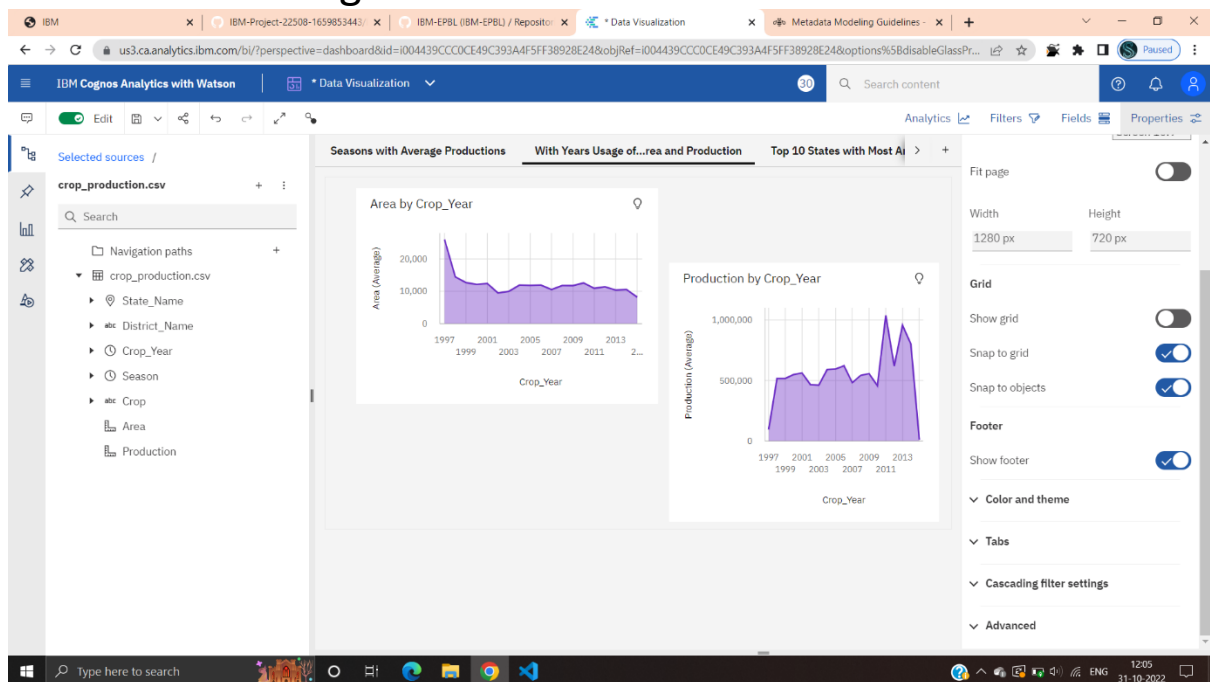 IBM
IBM-Project-22508-1659853443/
IBM-EPBL (IBM-EPBL) / Repositor
* Data Visualization
Metadata Modeling Guidelines -
us3.ca.analytics.ibm.com/bi/?perspective=dashboard&id=i004439CCC0CE49C393A4F5FF38928E24&objRef=i004439CCC0CE49C393A4F5FF38928E24&options%5BdisableGlassPr...
Paused
IBM Cognos Analytics with Watson
* Data Visualization
30
Search content
Edit
Analytics
Filters
Fields
Properties
Selected sources /
Seasons with Average Productions
With Years Usage of...rea and Production
Top 10 States with Most A
crop_production.csv
Search
Navigation paths
crop_production.csv
State_Name
abc District_Name
Crop_Year
Season
abc Crop
Area
Production
Area by Crop_Year
Area (Average)
20,000
10,000
0
1997 2001 2005 2009 2013
1999 2003 2007 2011 2...
Crop_Year
Production by Crop_Year
Production (Average)
1,000,000
500,000
0
1997 2001 2005 2009 2013
1999 2003 2007 2011
Crop_Year
Fit page
Width Height
1280 px 720 px
Grid
Show grid
Snap to grid
Snap to objects
Footer
Show footer
Color and theme
Tabs
Cascading filter settings
Advanced
Type here to search
ENG
12:05
31-10-2022